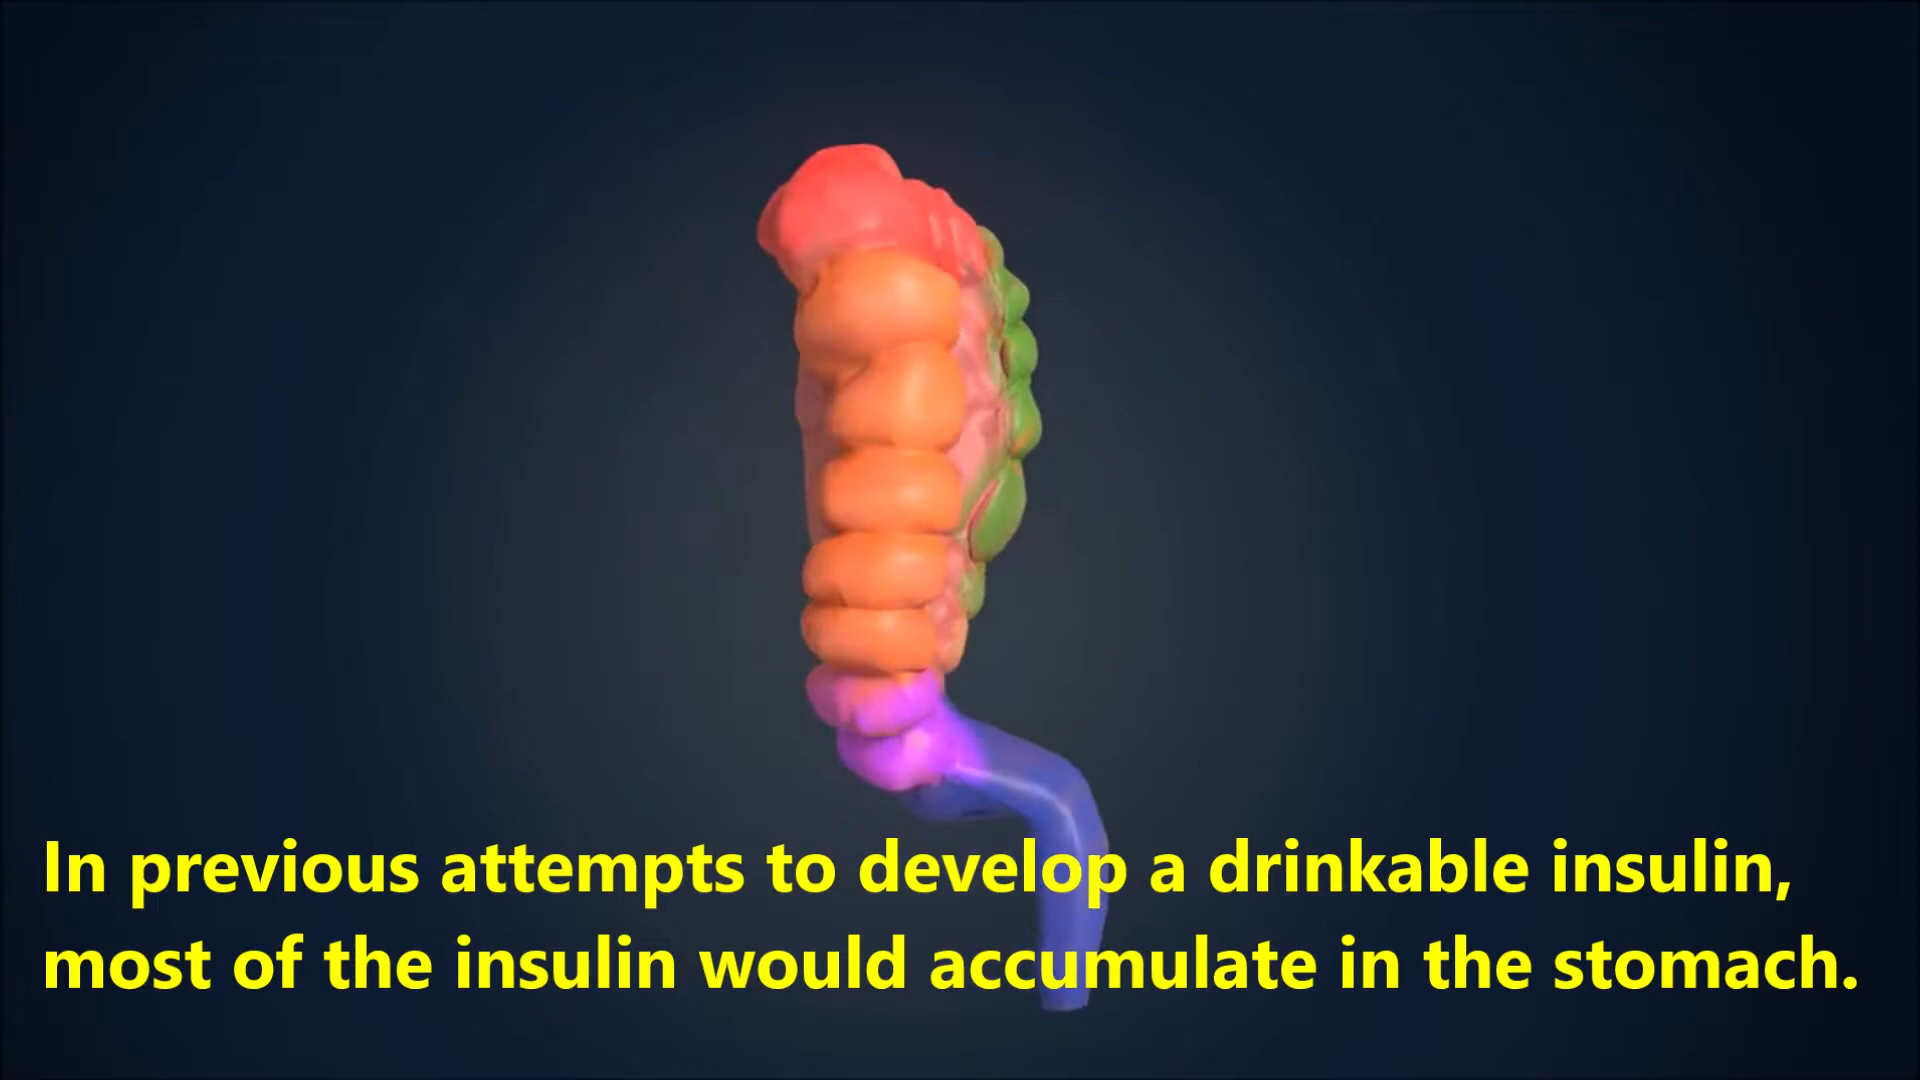 In previous attempts to develop a drinkable insulin,
most of the insulin would accumulate in the stomach.